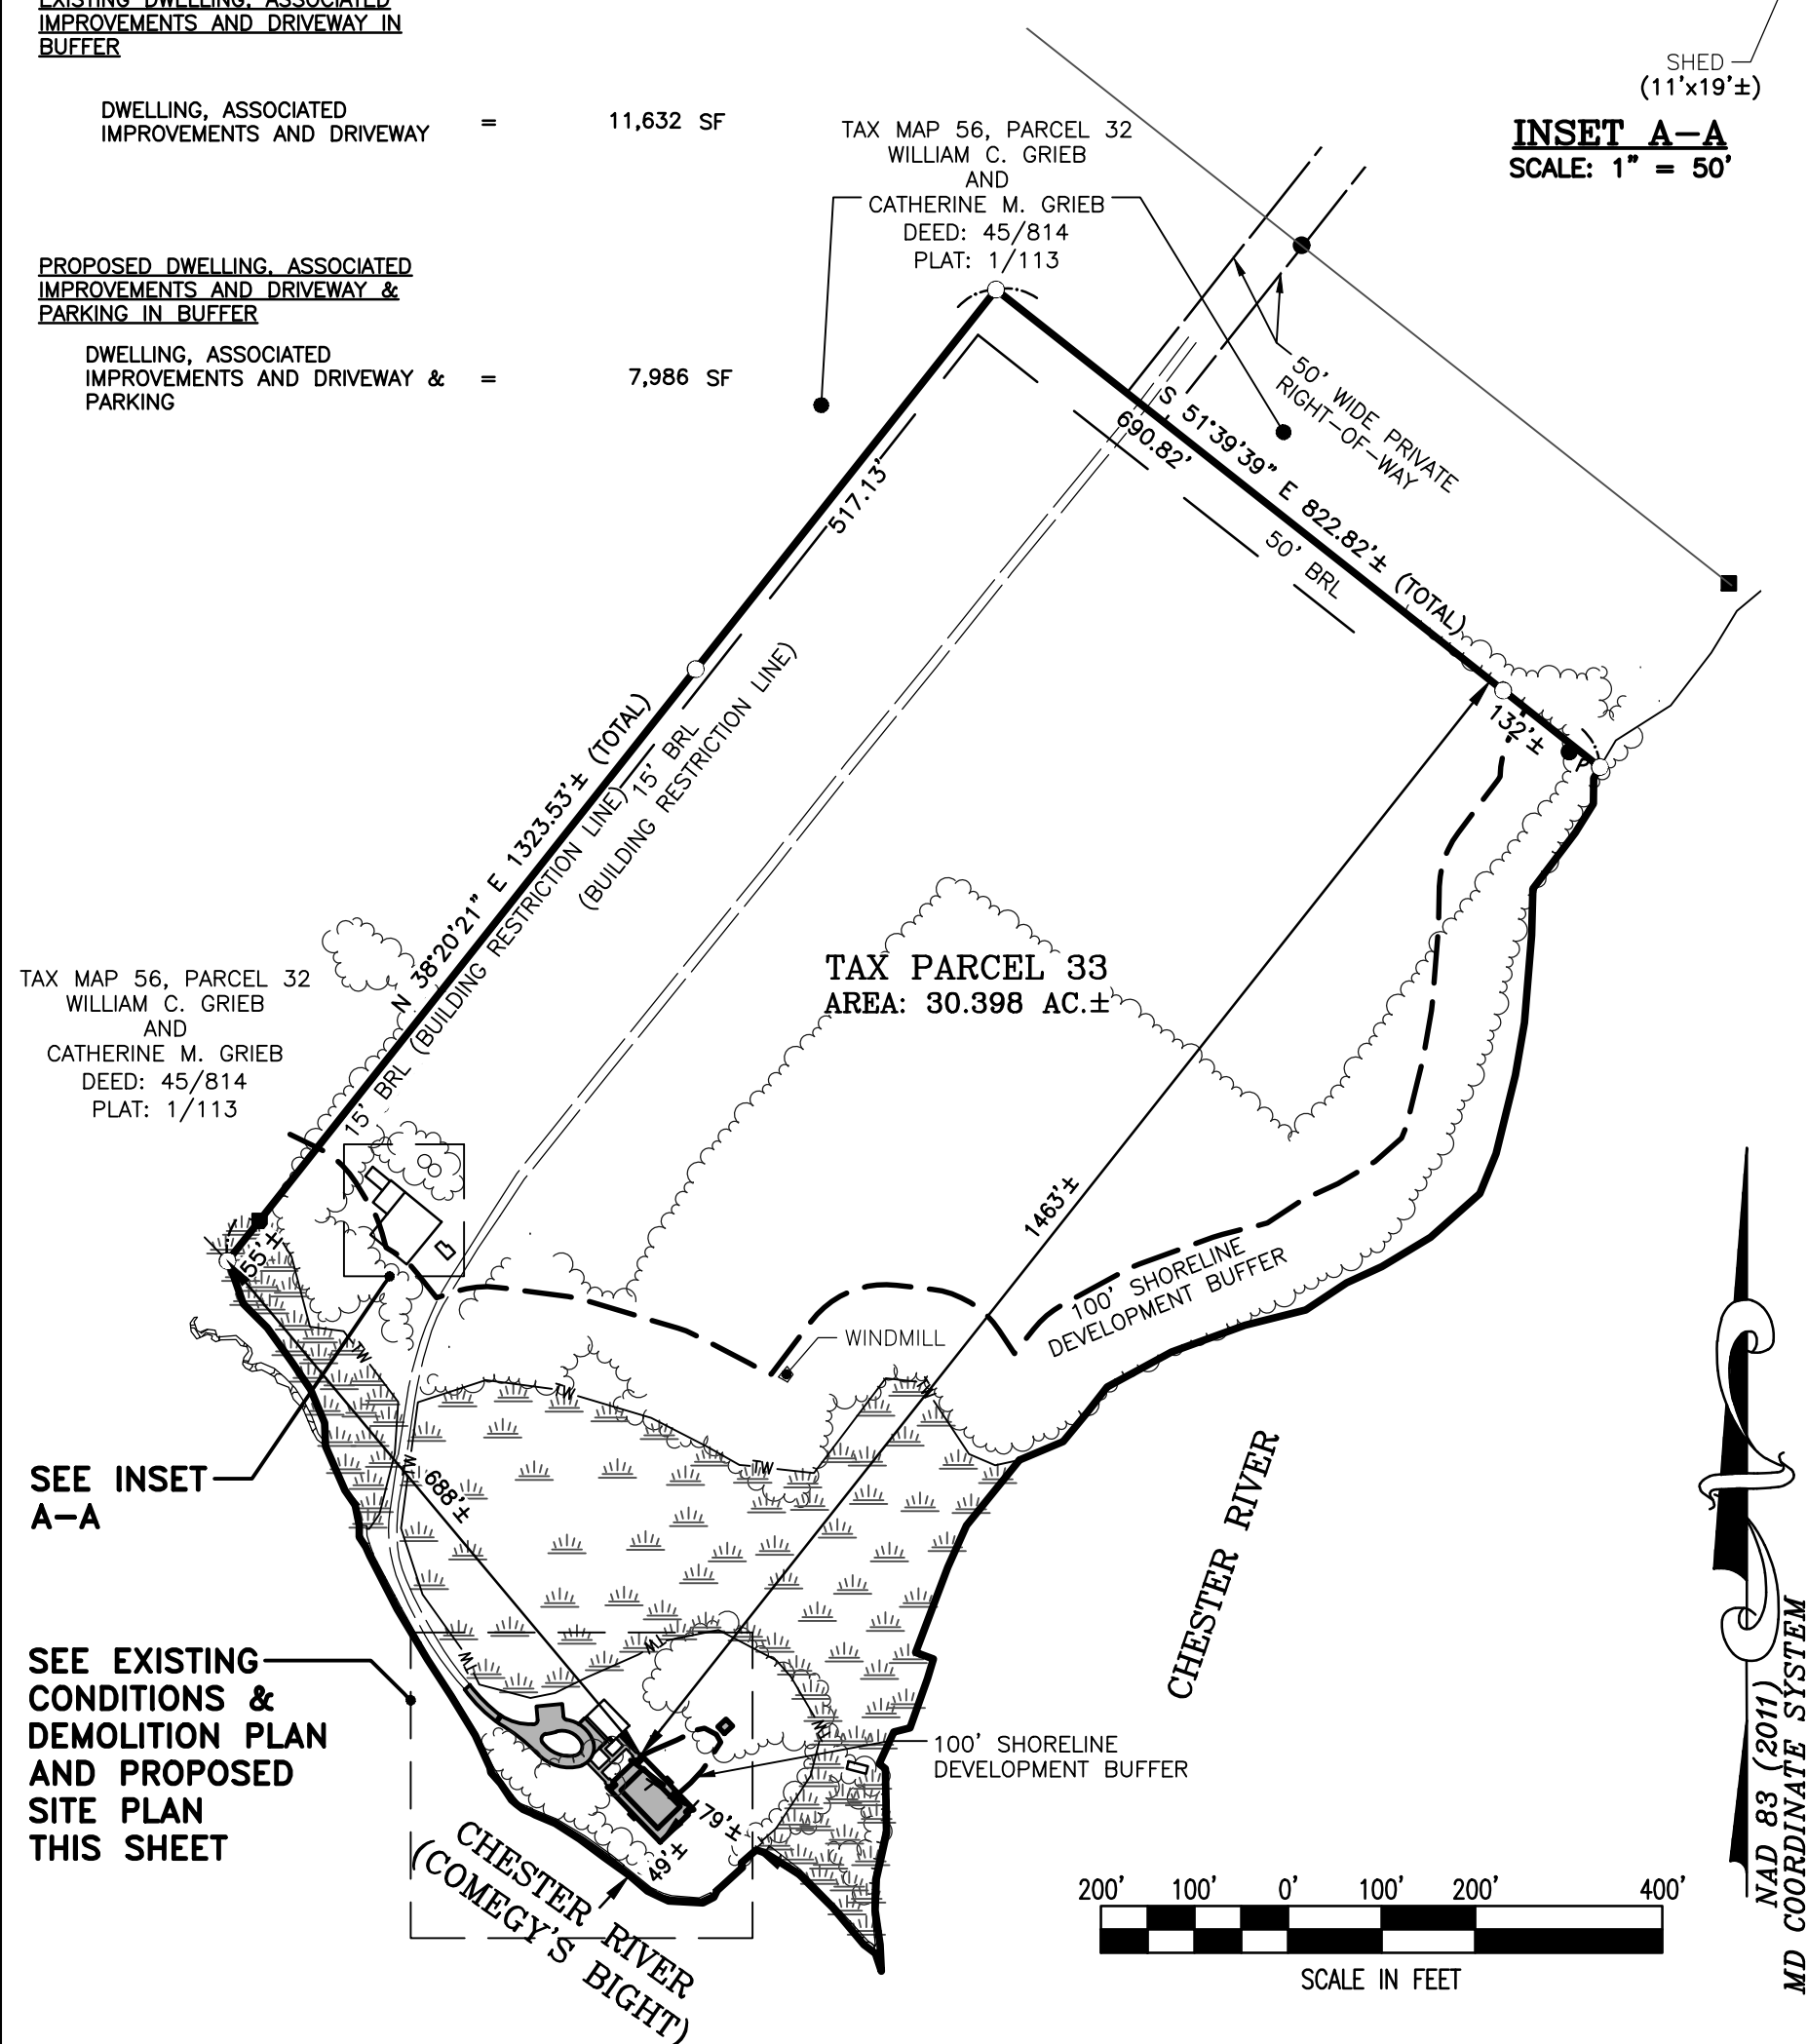 EXISTING DWELLING, ASSOCIATED
IMPROVEMENTS AND DRIVEWAY IN
BUFFER
DWELLING, ASSOCIATED
IMPROVEMENTS AND DRIVEWAY = 11,632 SF
PROPOSED DWELLING, ASSOCIATED
IMPROVEMENTS AND DRIVEWAY &
PARKING IN BUFFER
DWELLING, ASSOCIATED
IMPROVEMENTS AND DRIVEWAY & = 7,986 SF
PARKING
SHED
(11'x19'±)
INSET A-A
SCALE: 1" = 50'
TAX MAP 56, PARCEL 32
WILLIAM C. GRIEB
AND
CATHERINE M. GRIEB
DEED: 45/814
PLAT: 1/113
50' WIDE PRIVATE
RIGHT-OF-WAY
S 51°39'39" E 822.82'± (TOTAL)
690.82'
50' BRL
517.13'
132'±
P
N 38°20'21" E 1323.53'± (TOTAL)
15' BRL
(BUILDING RESTRICTION LINE)
15' BRL (BUILDING RESTRICTION LINE)
TAX MAP 56, PARCEL 32
WILLIAM C. GRIEB
AND
CATHERINE M. GRIEB
DEED: 45/814
PLAT: 1/113
TAX PARCEL 33
AREA: 30.398 AC.±
1463'±
55'±
100' SHORELINE
DEVELOPMENT BUFFER
WINDMILL
TW
TW
TW
TW
TW
TW
TW
TW
688'±
SEE INSET
A-A
SEE EXISTING
CONDITIONS &
DEMOLITION PLAN
AND PROPOSED
SITE PLAN
THIS SHEET
CHESTER RIVER
100' SHORELINE
DEVELOPMENT BUFFER
79'±
49'±
CHESTER RIVER
(COMEGY'S BIGHT)
200' 100' 0' 100' 200' 400'
SCALE IN FEET
NAD 83 (2011)
MD COORDINATE SYSTEM